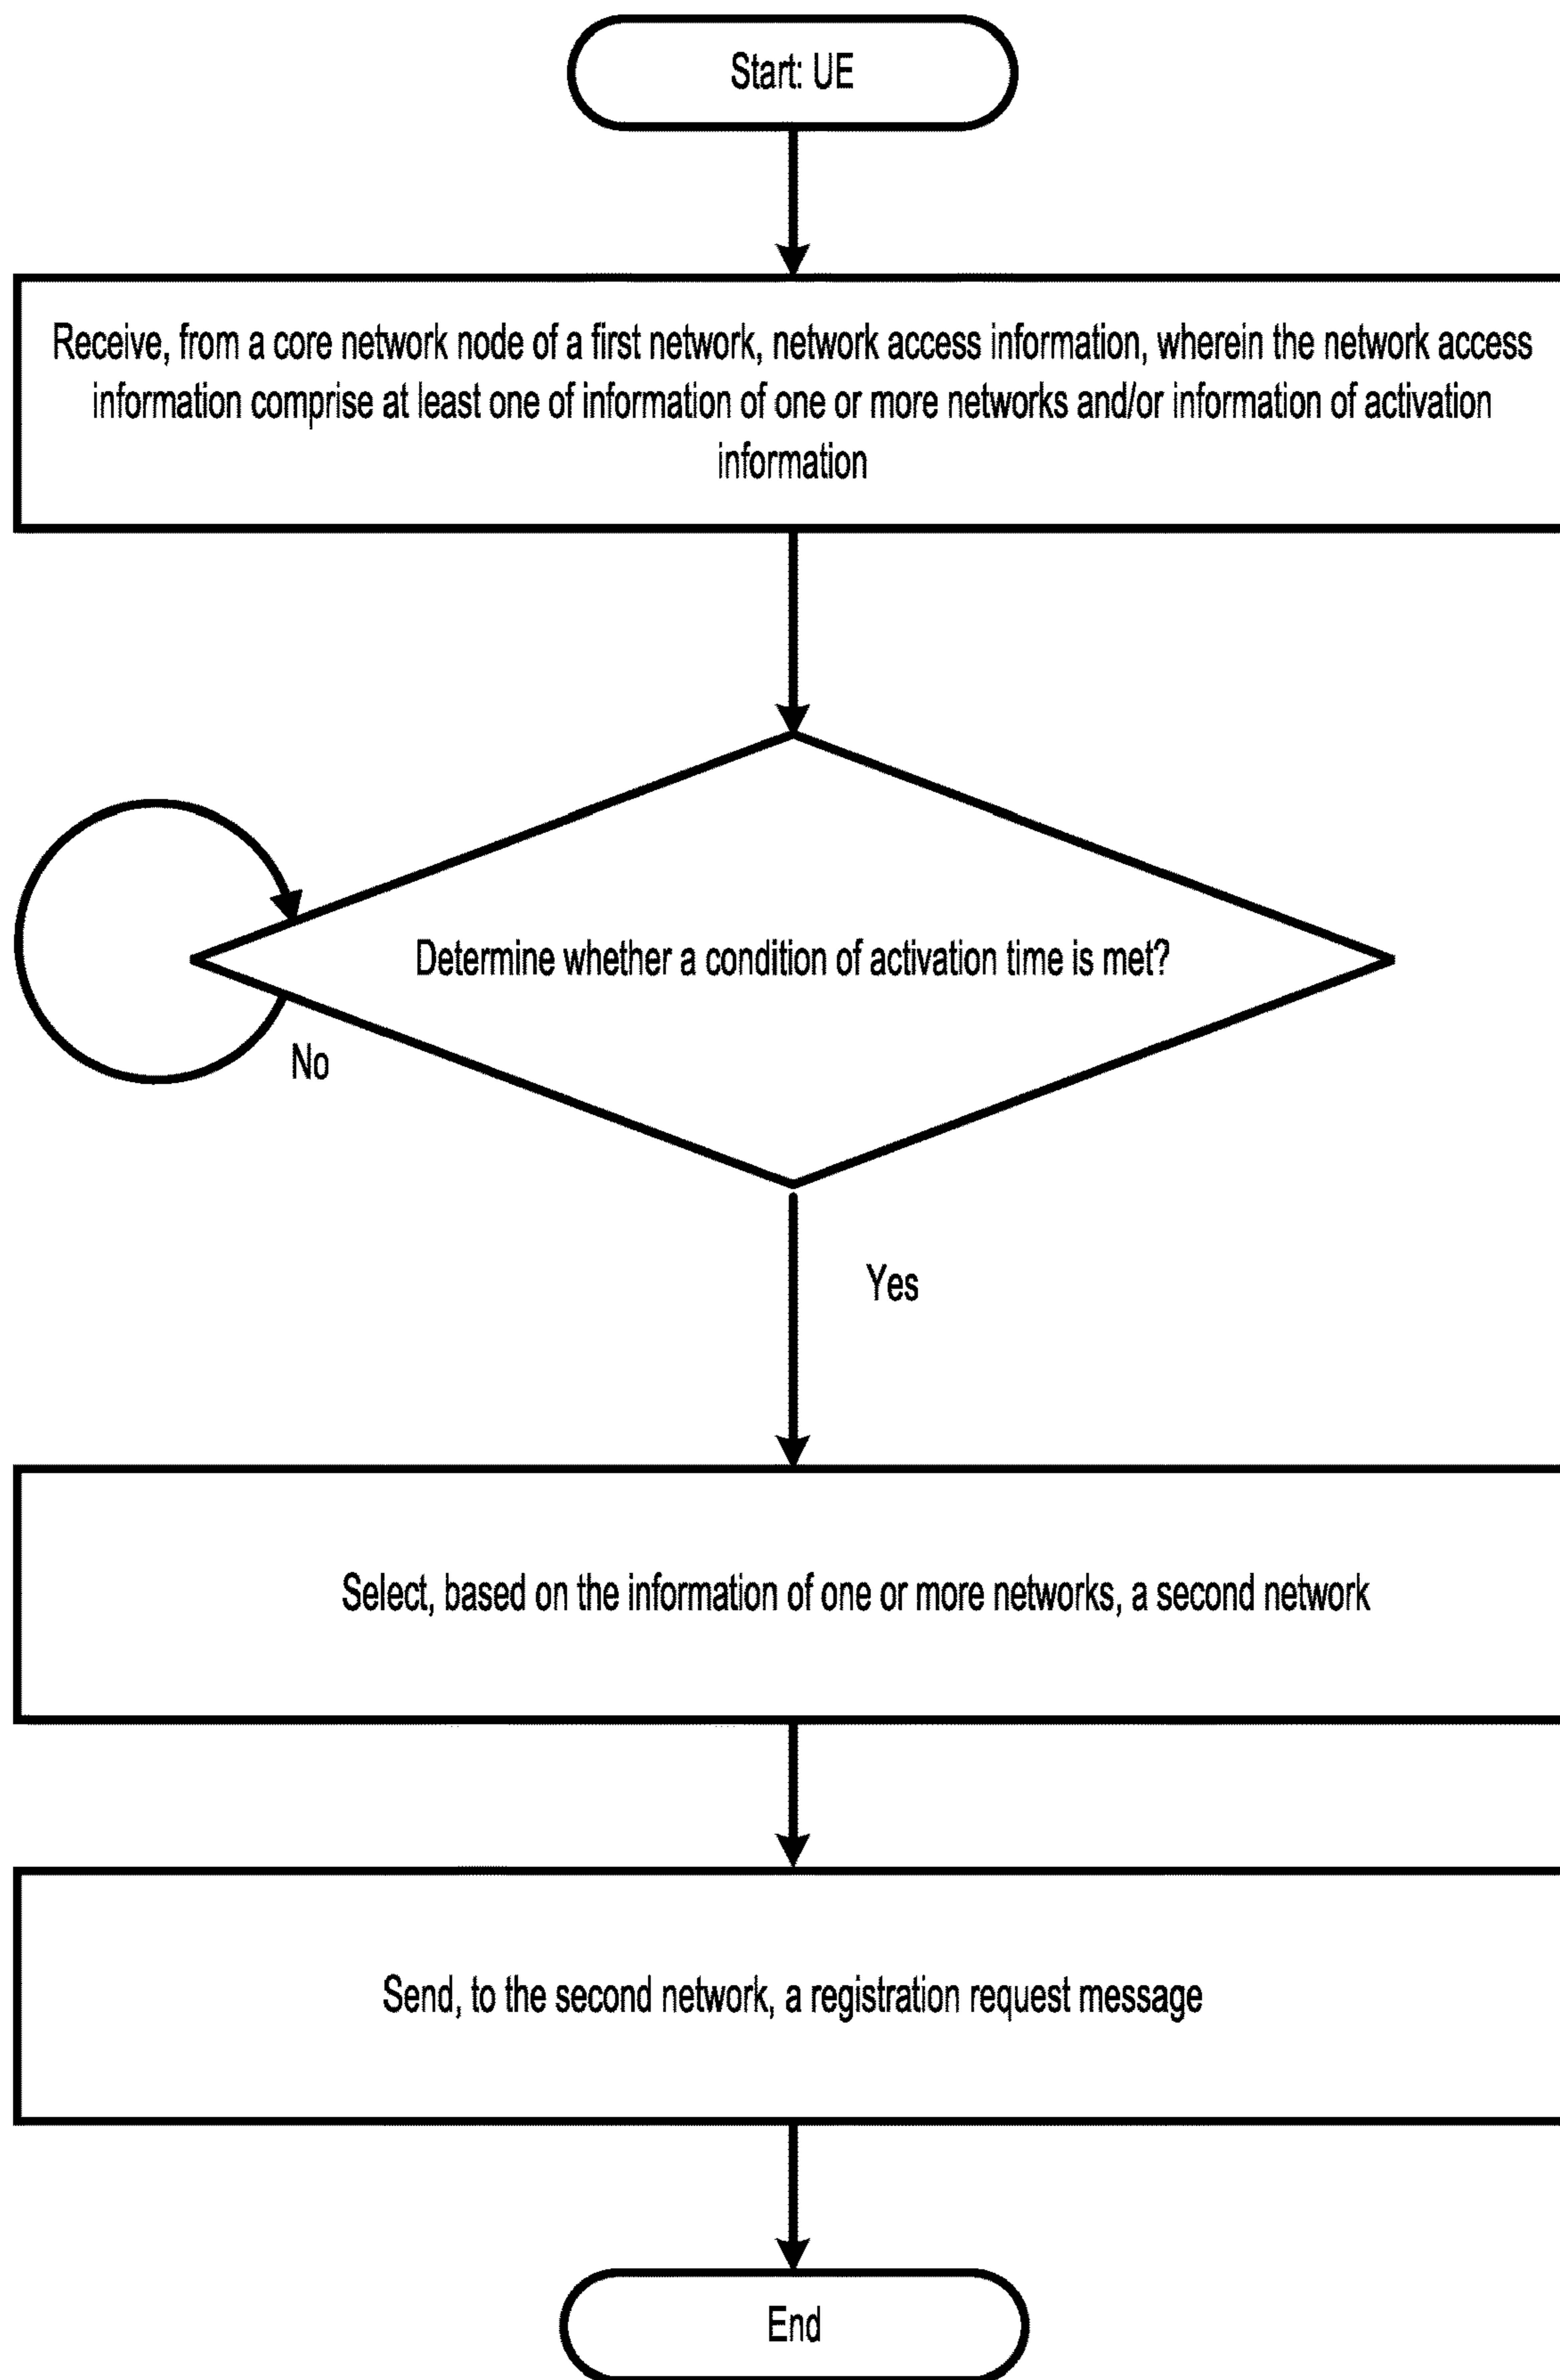 Start: UE
Receive, from a core network node of a first network, network access information, wherein the network access
information comprise at least one of information of one or more networks and/or information of activation
information
Determine whether a condition of activation time is met?
No
Yes
Select, based on the information of one or more networks, a second network
Send, to the second network, a registration request message
End